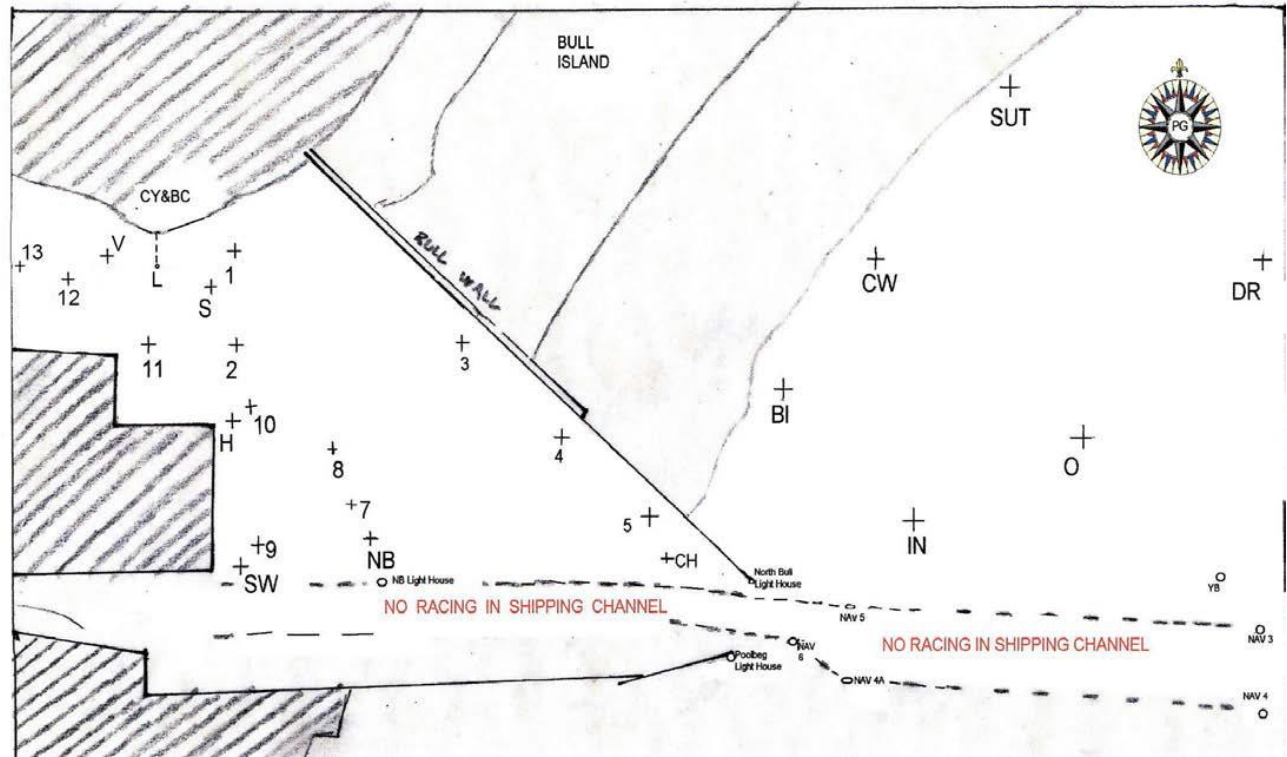 BULL
ISLAND
SUT
PG
CY&BC
13
V
1
12
L
S
BULL WALL
CW
DR
11
2
3
BI
H
10
8
4
O
7
5
IN
9
NB
CH
SW
NB Light House
North Bull
Light House
YB
NO RACING IN SHIPPING CHANNEL
NAV 5
NAV 3
NAV
6
NO RACING IN SHIPPING CHANNEL
Poolbeg
Light House
NAV 4A
NAV 4